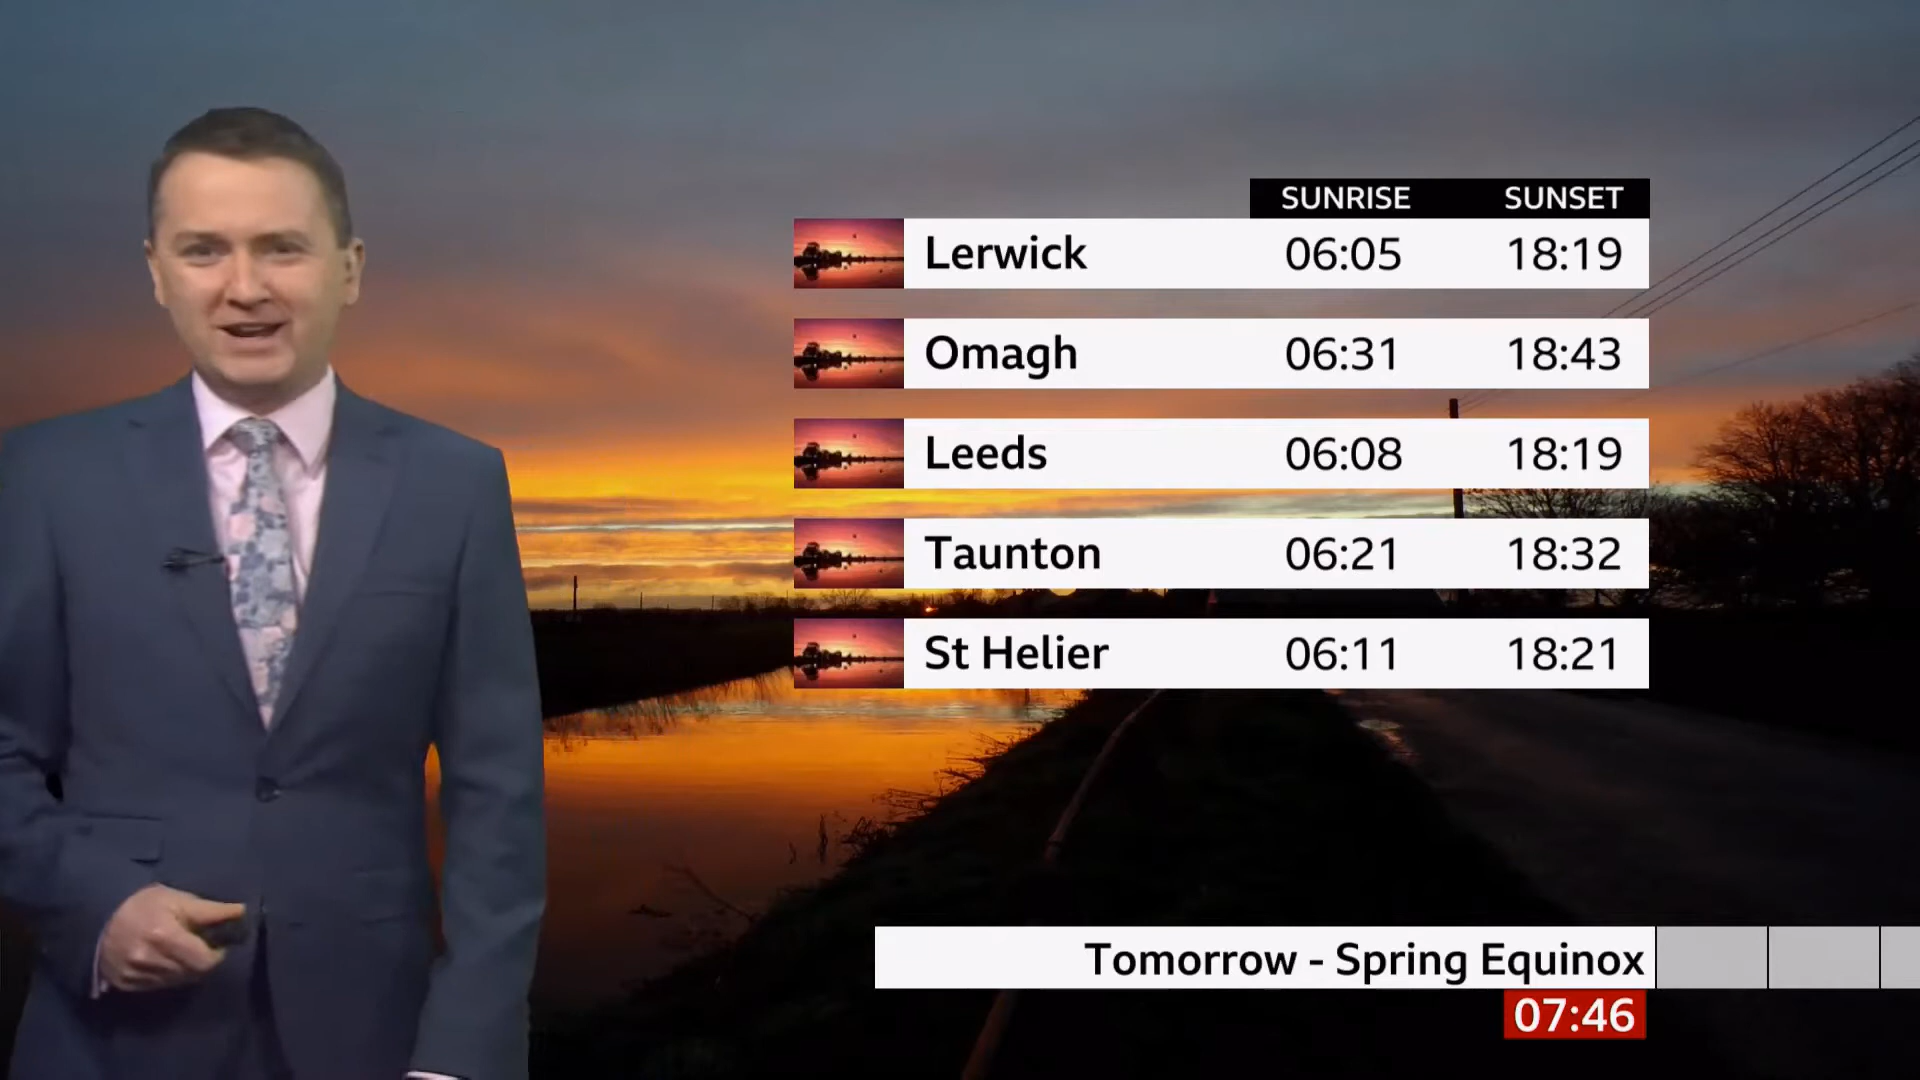 SUNRISE SUNSET
Lerwick 06:05 18:19
Omagh 06:31 18:43
Leeds 06:08 18:19
Taunton 06:21 18:32
St Helier 06:11 18:21
Tomorrow - Spring Equinox
07:46